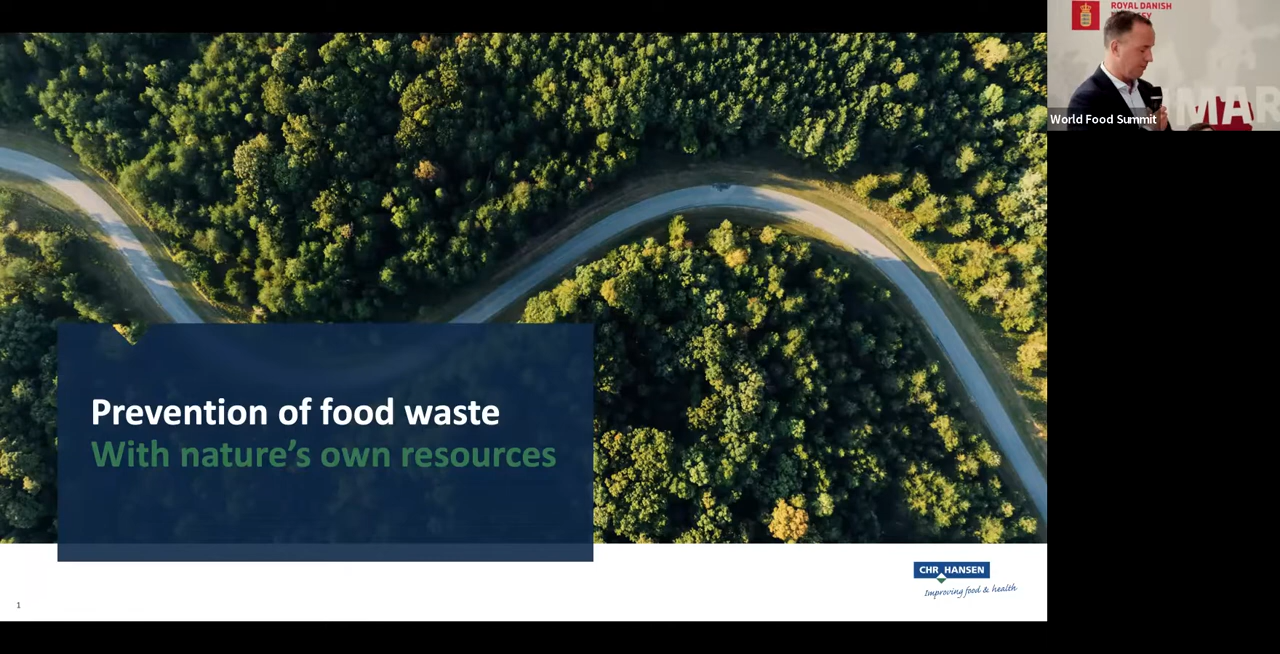 Prevention of food waste
With nature's own resources
CHR HANSEN
Improving food & health
1
ROYAL DANISH
World Food Summit